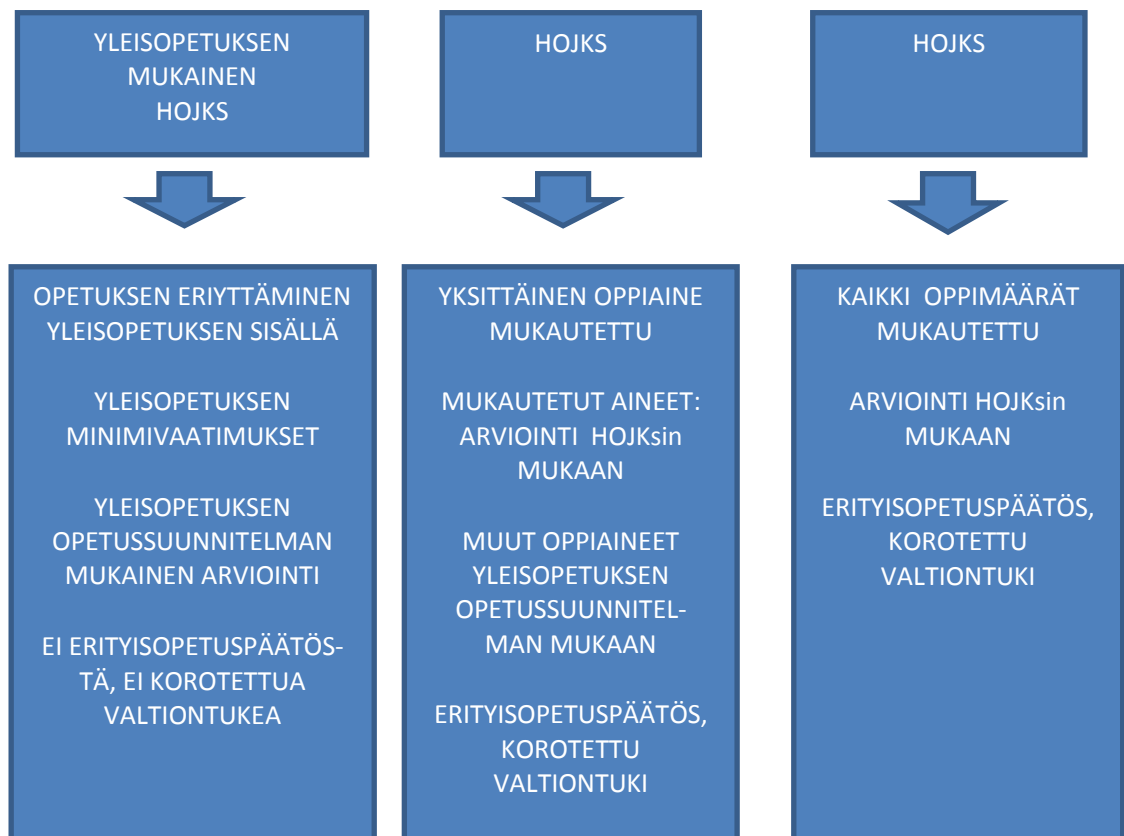 YLEISOPETUKSEN
MUKAINEN
HOJKS
HOJKS
HOJKS
OPETUKSEN ERIYTTÄMINEN
YLEISOPETUKSEN SISÄLLÄ
YLEISOPETUKSEN
MINIMIVAATIMUKSET
YLEISOPETUKSEN
OPETUSSUUNNITELMAN
MUKAINEN ARVIOINTI
EI ERITYISOPETUSPÄÄTÖS-
TÄ, EI KOROTETTUA
VALTIONTUKEA
YKSITTÄINEN OPPIAINE
MUKAUTETTU
MUKAUTETUT AINEET:
ARVIOINTI HOJKsin
MUKAAN
MUUT OPPIAINEET
YLEISOPETUKSEN
OPETUSSUUNNITEL-
MAN MUKAAN
ERITYISOPETUSPÄÄTÖS,
KOROTETTU
VALTIONTUKI
KAIKKI OPPIMÄÄRÄT
MUKAUTETTU
ARVIOINTI HOJKsin
MUKAAN
ERITYISOPETUSPÄÄTÖS,
KOROTETTU
VALTIONTUKI